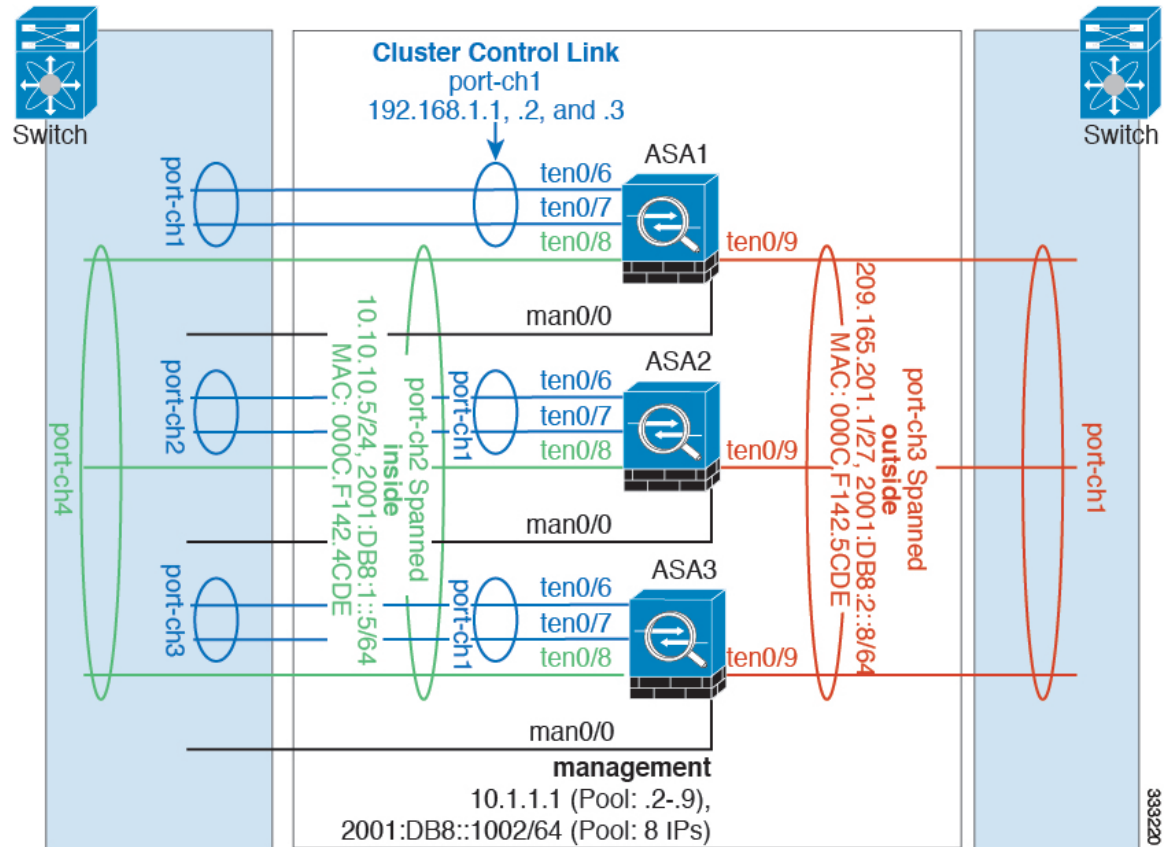 Switch
Switch
Cluster Control Link
port-ch1
192.168.1.1, .2, and .3
port-ch1
ten0/6
ten0/7
ten0/8
ASA1
ten0/9
man0/0
port-ch2
port-ch1
ten0/6
ten0/7
ten0/8
ASA2
ten0/9
man0/0
port-ch3
port-ch1
ten0/6
ten0/7
ten0/8
ASA3
ten0/9
man0/0
port-ch4
port-ch2 Spanned
inside
10.10.10.5/24, 2001:DB8:1::5/64
MAC: 000C.F142.4CDE
port-ch3 Spanned
outside
209.165.201.1/27, 2001:DB8:2::8/64
MAC: 000C.F142.5CDE
port-ch1
management
10.1.1.1 (Pool: .2-.9),
2001:DB8::1002/64 (Pool: 8 IPs)
333220